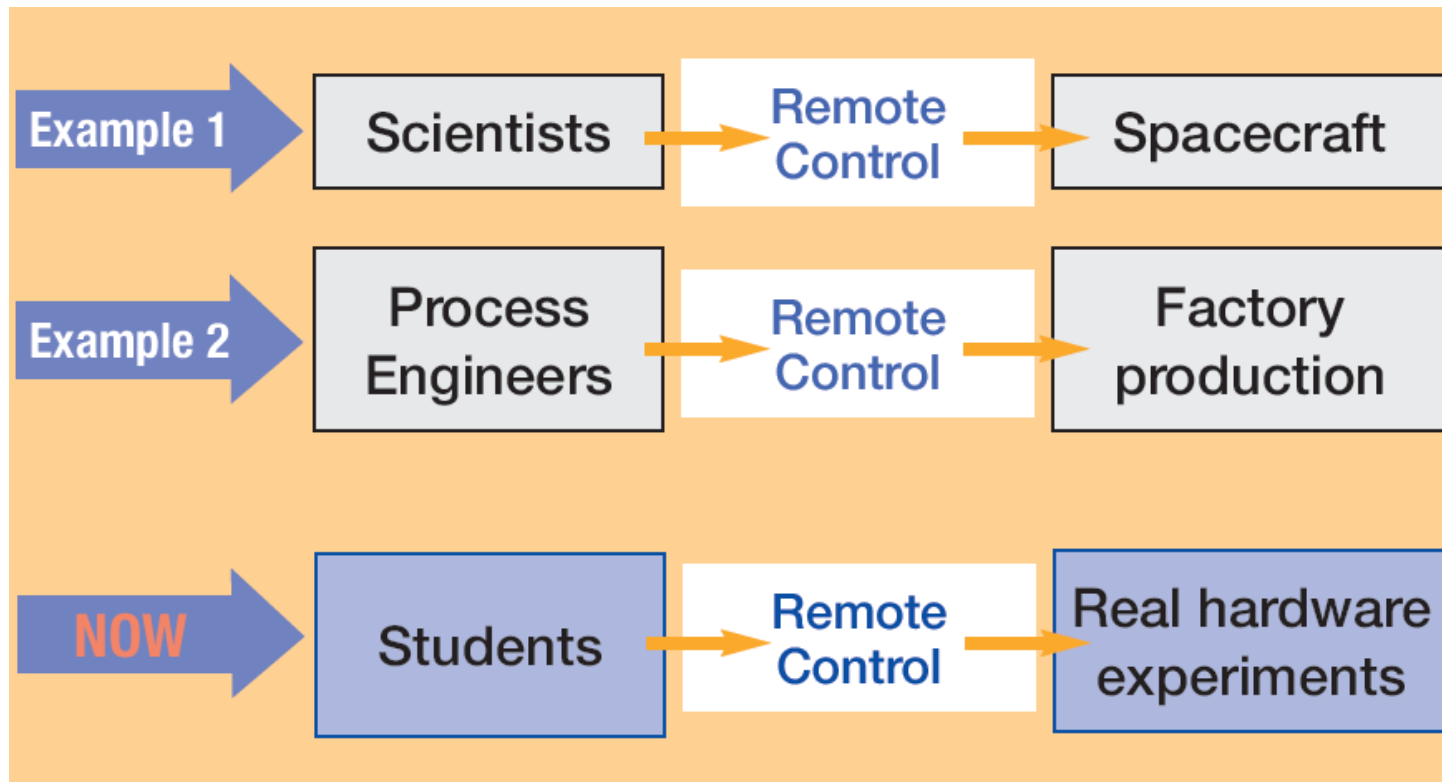 Example 1
Scientists
Remote
Control
Spacecraft
Example 2
Process
Engineers
Remote
Control
Factory
production
NOW
Students
Remote
Control
Real hardware
experiments